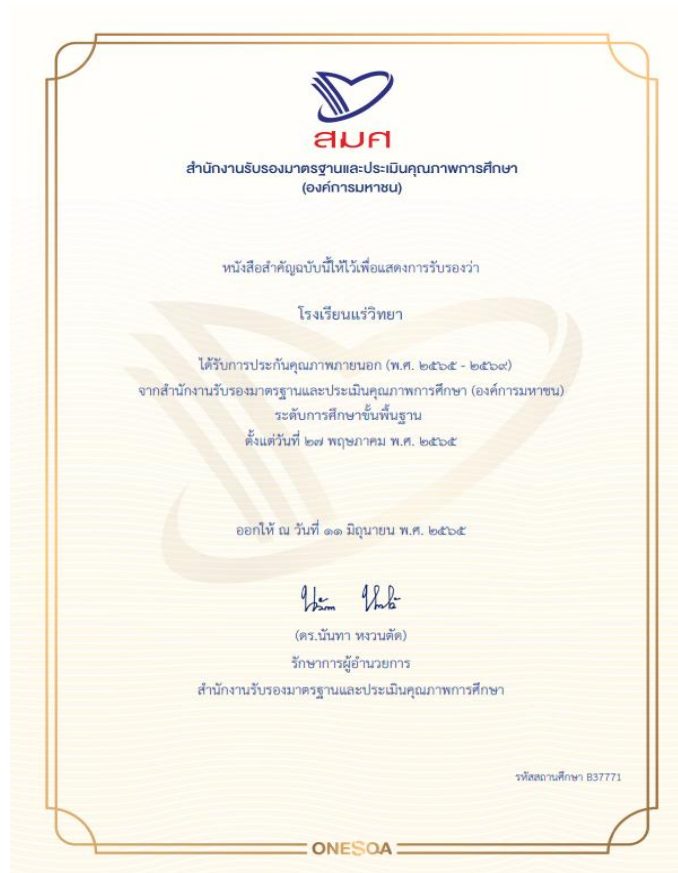 สมศ
สำนักงานรับรองมาตรฐานและประเมินคุณภาพการศึกษา
(องค์การมหาชน)
หนังสือสำคัญฉบับนี้ให้ไว้เพื่อแสดงการรับรองว่า
โรงเรียนแร่วิทยา
ได้รับการประกันคุณภาพภายนอก (พ.ศ. ๒๕๖๕ - ๒๕๖๙)
จากสำนักงานรับรองมาตรฐานและประเมินคุณภาพการศึกษา (องค์การมหาชน)
ระดับการศึกษาขั้นพื้นฐาน
ตั้งแต่วันที่ ๒๗ พฤษภาคม พ.ศ. ๒๕๖๕
ออกให้ ณ วันที่ ๑๑ มิถุนายน พ.ศ. ๒๕๖๕
(ดร.นันทา หงวนตัด)
รักษาการผู้อำนวยการ
สำนักงานรับรองมาตรฐานและประเมินคุณภาพการศึกษา
รหัสสถานศึกษา B37771
ONESQA